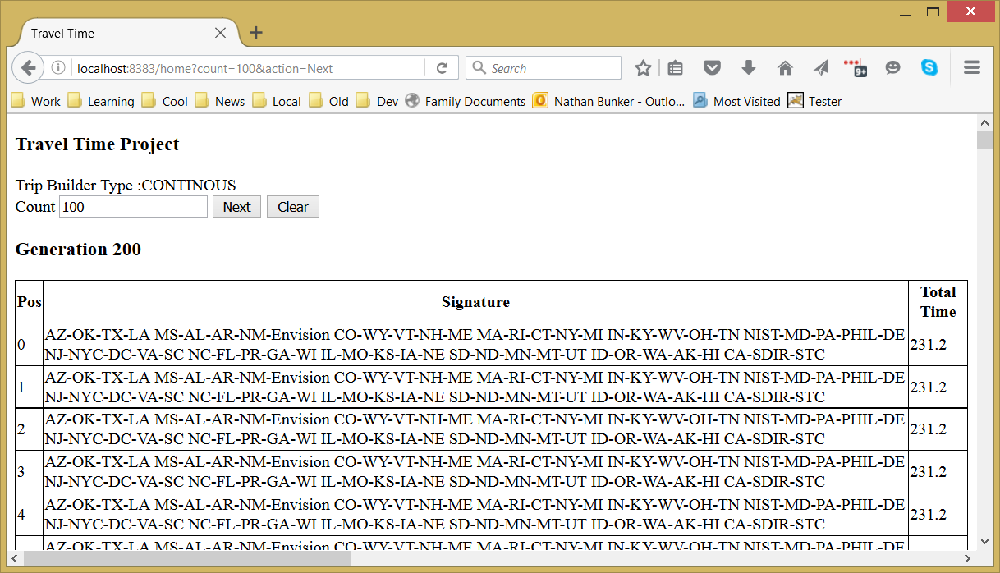 Travel Time
localhost:8383/home?count=100&action=Next
Search
9+
Work Learning Cool News Local Old Dev Family Documents Nathan Bunker - Outlo... Most Visited Tester
Travel Time Project
Trip Builder Type :CONTINOUS
Count 100 Next Clear
Generation 200
Pos Signature Total
Time
0 AZ-OK-TX-LA MS-AL-AR-NM-Envision CO-WY-VT-NH-ME MA-RI-CT-NY-MI IN-KY-WV-OH-TN NIST-MD-PA-PHIL-DE
NJ-NYC-DC-VA-SC NC-FL-PR-GA-WI IL-MO-KS-IA-NE SD-ND-MN-MT-UT ID-OR-WA-AK-HI CA-SDIR-STC 231.2
1 AZ-OK-TX-LA MS-AL-AR-NM-Envision CO-WY-VT-NH-ME MA-RI-CT-NY-MI IN-KY-WV-OH-TN NIST-MD-PA-PHIL-DE
NJ-NYC-DC-VA-SC NC-FL-PR-GA-WI IL-MO-KS-IA-NE SD-ND-MN-MT-UT ID-OR-WA-AK-HI CA-SDIR-STC 231.2
2 AZ-OK-TX-LA MS-AL-AR-NM-Envision CO-WY-VT-NH-ME MA-RI-CT-NY-MI IN-KY-WV-OH-TN NIST-MD-PA-PHIL-DE
NJ-NYC-DC-VA-SC NC-FL-PR-GA-WI IL-MO-KS-IA-NE SD-ND-MN-MT-UT ID-OR-WA-AK-HI CA-SDIR-STC 231.2
3 AZ-OK-TX-LA MS-AL-AR-NM-Envision CO-WY-VT-NH-ME MA-RI-CT-NY-MI IN-KY-WV-OH-TN NIST-MD-PA-PHIL-DE
NJ-NYC-DC-VA-SC NC-FL-PR-GA-WI IL-MO-KS-IA-NE SD-ND-MN-MT-UT ID-OR-WA-AK-HI CA-SDIR-STC 231.2
4 AZ-OK-TX-LA MS-AL-AR-NM-Envision CO-WY-VT-NH-ME MA-RI-CT-NY-MI IN-KY-WV-OH-TN NIST-MD-PA-PHIL-DE
NJ-NYC-DC-VA-SC NC-FL-PR-GA-WI IL-MO-KS-IA-NE SD-ND-MN-MT-UT ID-OR-WA-AK-HI CA-SDIR-STC 231.2
AZ-OK-TX-LA MS-AL-AR-NM-Envision CO-WY-VT-NH-ME MA-RI-CT-NY-MI IN-KY-WV-OH-TN NIST-MD-PA-PHIL-DE